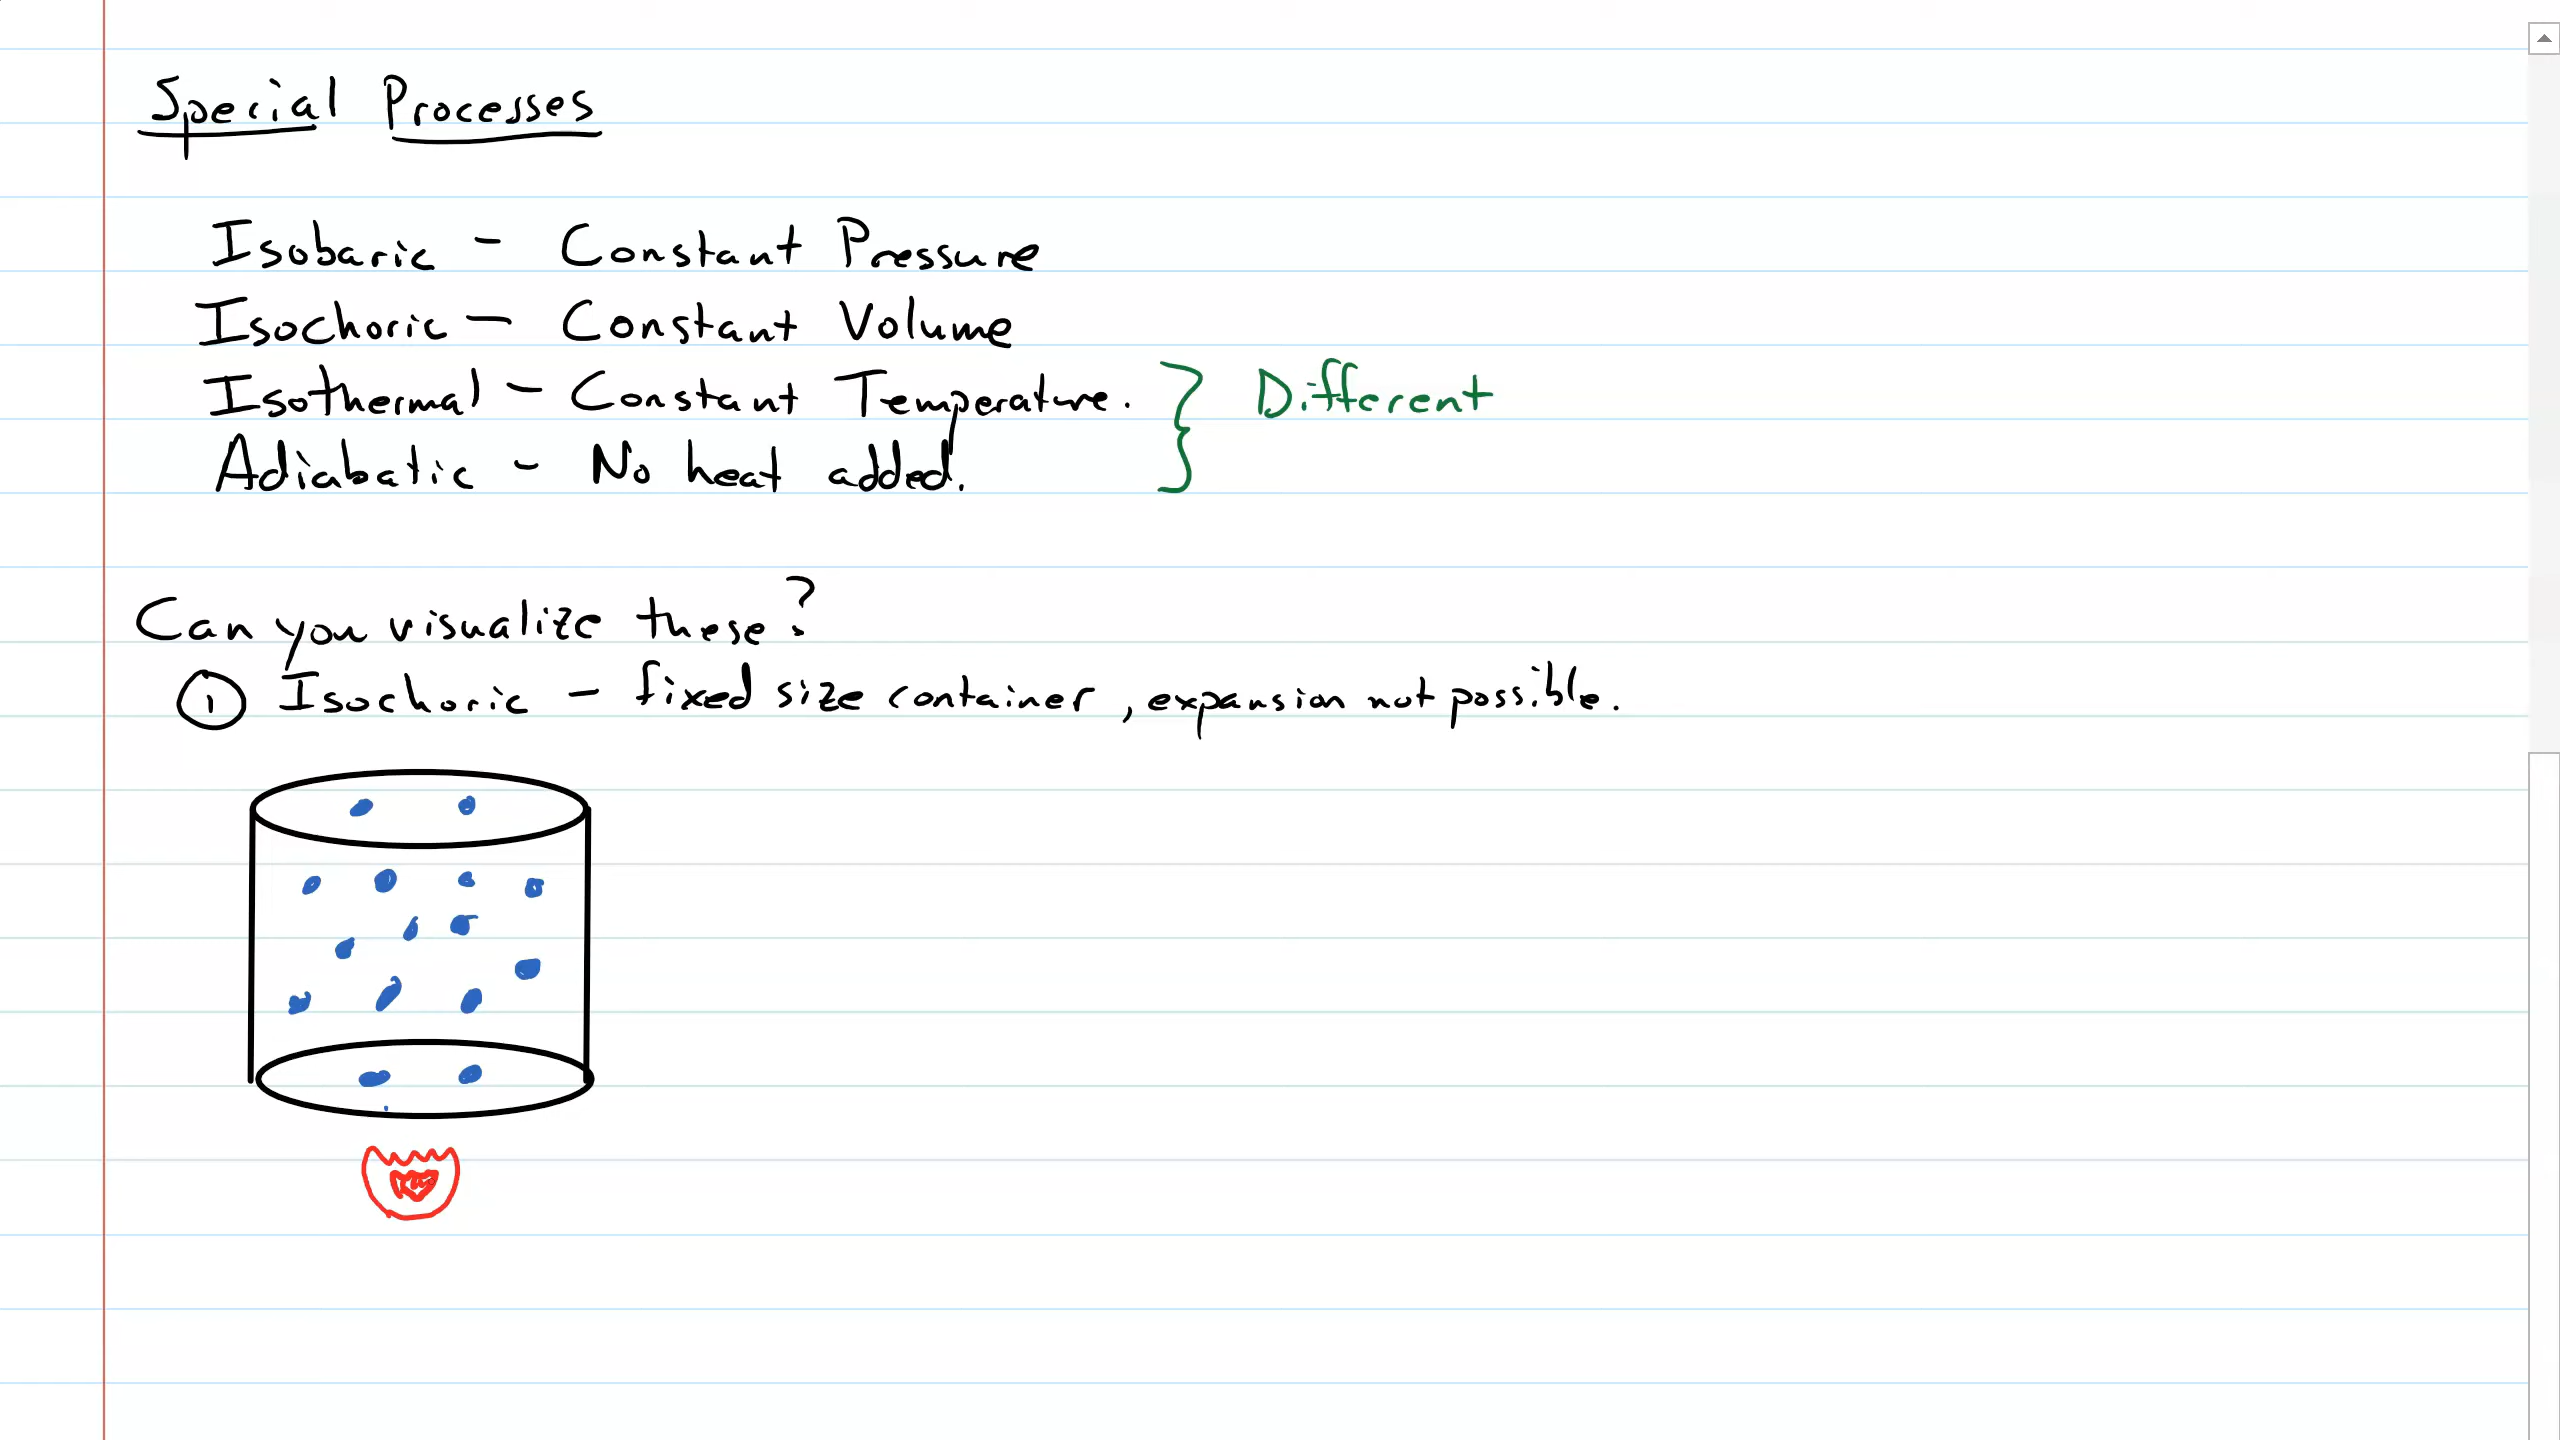 Special Processes
Isobaric - Constant Pressure
Isochoric - Constant Volume
Isothermal - Constant Temperature. } Different
Adiabatic - No heat added.
Can you visualize these?
① Isochoric - fixed size container, expansion not possible.